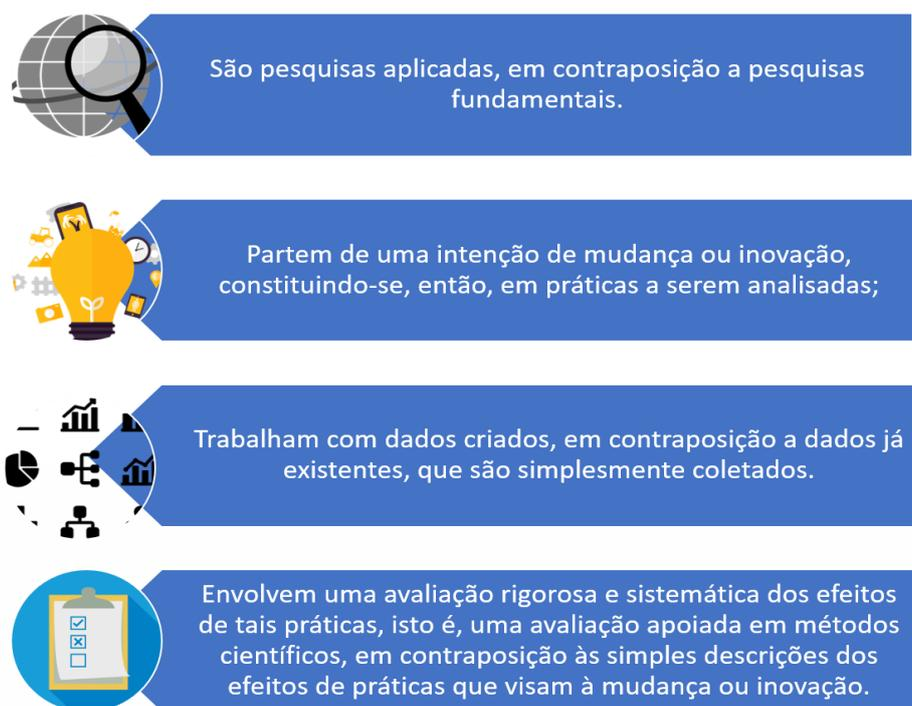 São pesquisas aplicadas, em contraposição a pesquisas
fundamentais.
Partem de uma intenção de mudança ou inovação,
constituindo-se, então, em práticas a serem analisadas;
Trabalham com dados criados, em contraposição a dados já
existentes, que são simplesmente coletados.
Envolvem uma avaliação rigorosa e sistemática dos efeitos
de tais práticas, isto é, uma avaliação apoiada em métodos
científicos, em contraposição às simples descrições dos
efeitos de práticas que visam à mudança ou inovação.